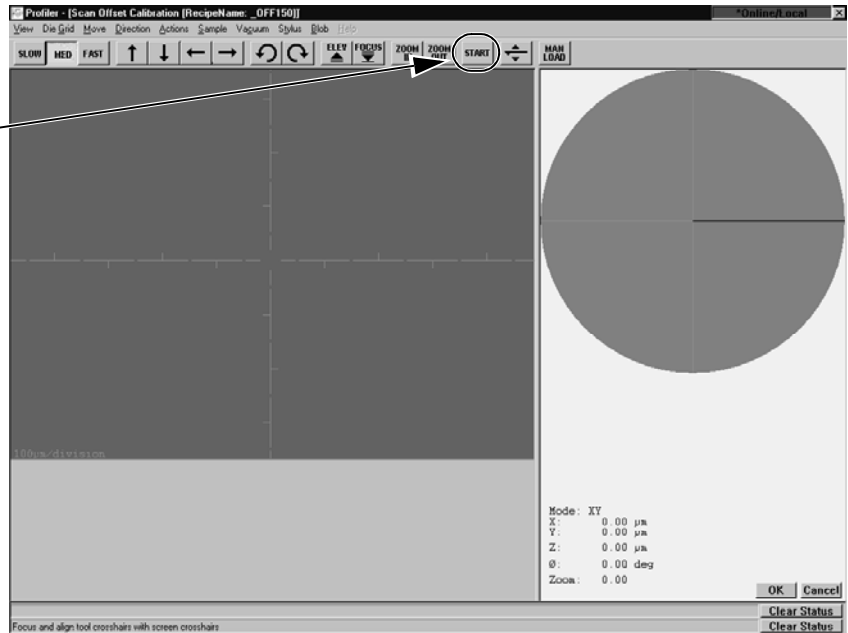 Profiler - [Scan Offset Calibration [RecipeName: _OFF150]]
*Online/Local
View Die Grid Move Direction Actions Sample Vacuum Stylus Blob Help
SLOW MED FAST ELEV FOCUS ZOOM IN ZOOM OUT START MAN LOAD
100µm/division
Mode: XY
X: 0.00 µm
Y: 0.00 µm
Z: 0.00 µm
Ø: 0.00 deg
Zoom: 0.00
OK Cancel
Clear Status
Focus and align tool crosshairs with screen crosshairs
Clear Status